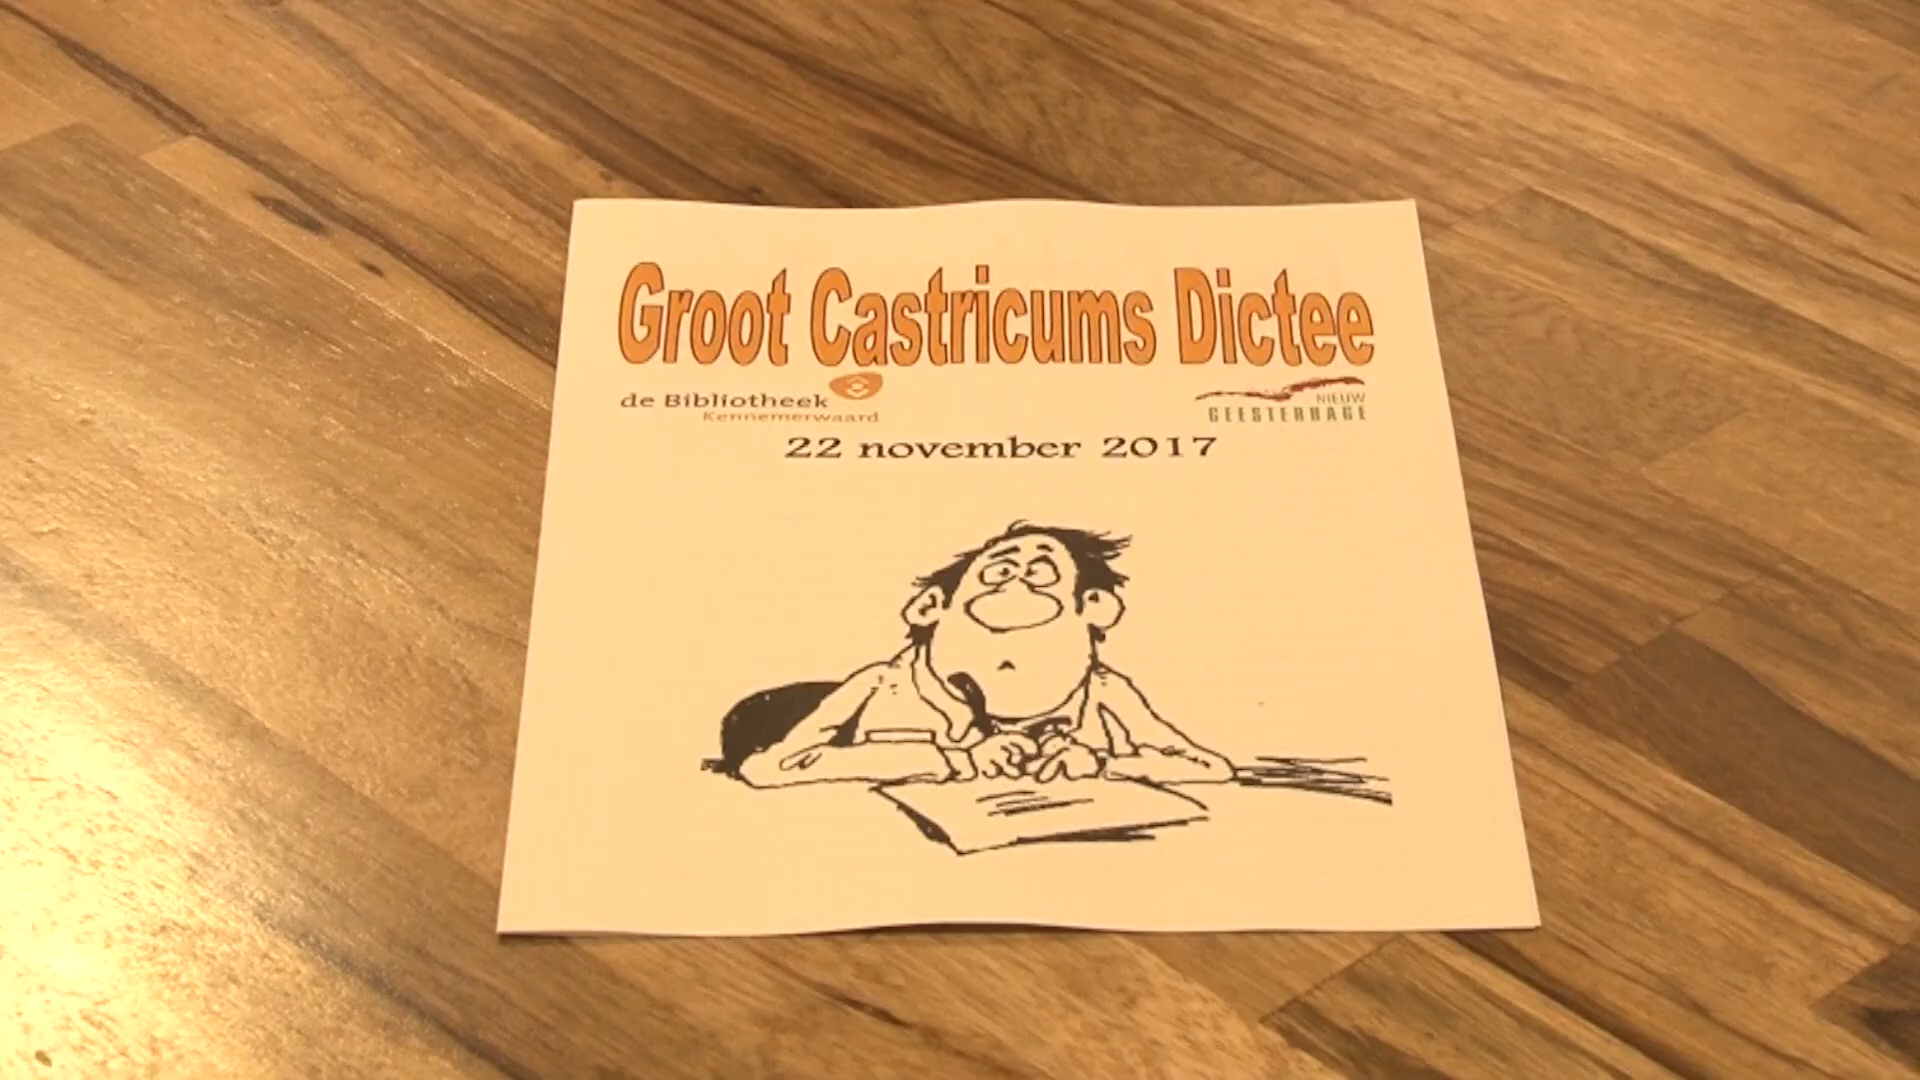 Groot Castricums Dictee
de Bibliotheek
Kennemerwaard
NIEUW
GEESTERHAGE
22 november 2017